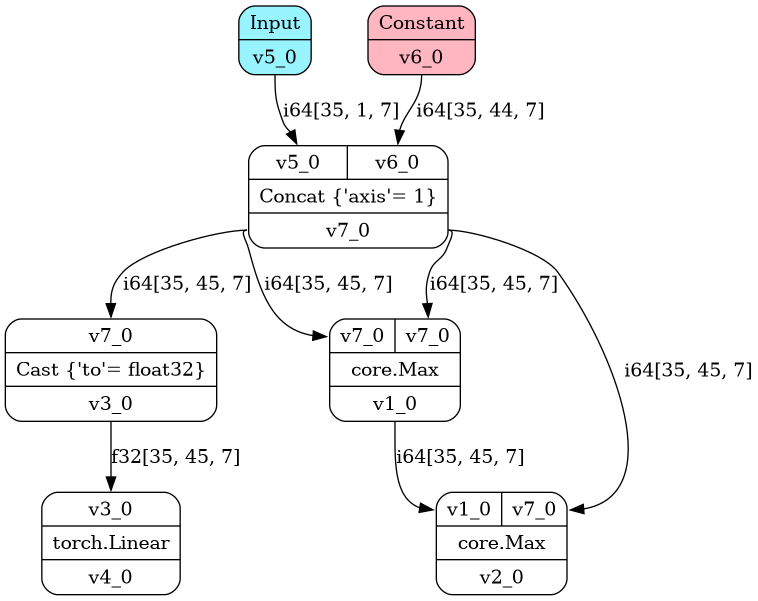 Input
v5_0
Constant
v6_0
i64[35, 1, 7]
i64[35, 44, 7]
v5_0
v6_0
Concat {'axis'= 1}
v7_0
i64[35, 45, 7]
i64[35, 45, 7]
i64[35, 45, 7]
i64[35, 45, 7]
v7_0
Cast {'to'= float32}
v3_0
v7_0
v7_0
core.Max
v1_0
f32[35, 45, 7]
i64[35, 45, 7]
v3_0
torch.Linear
v4_0
v1_0
v7_0
core.Max
v2_0